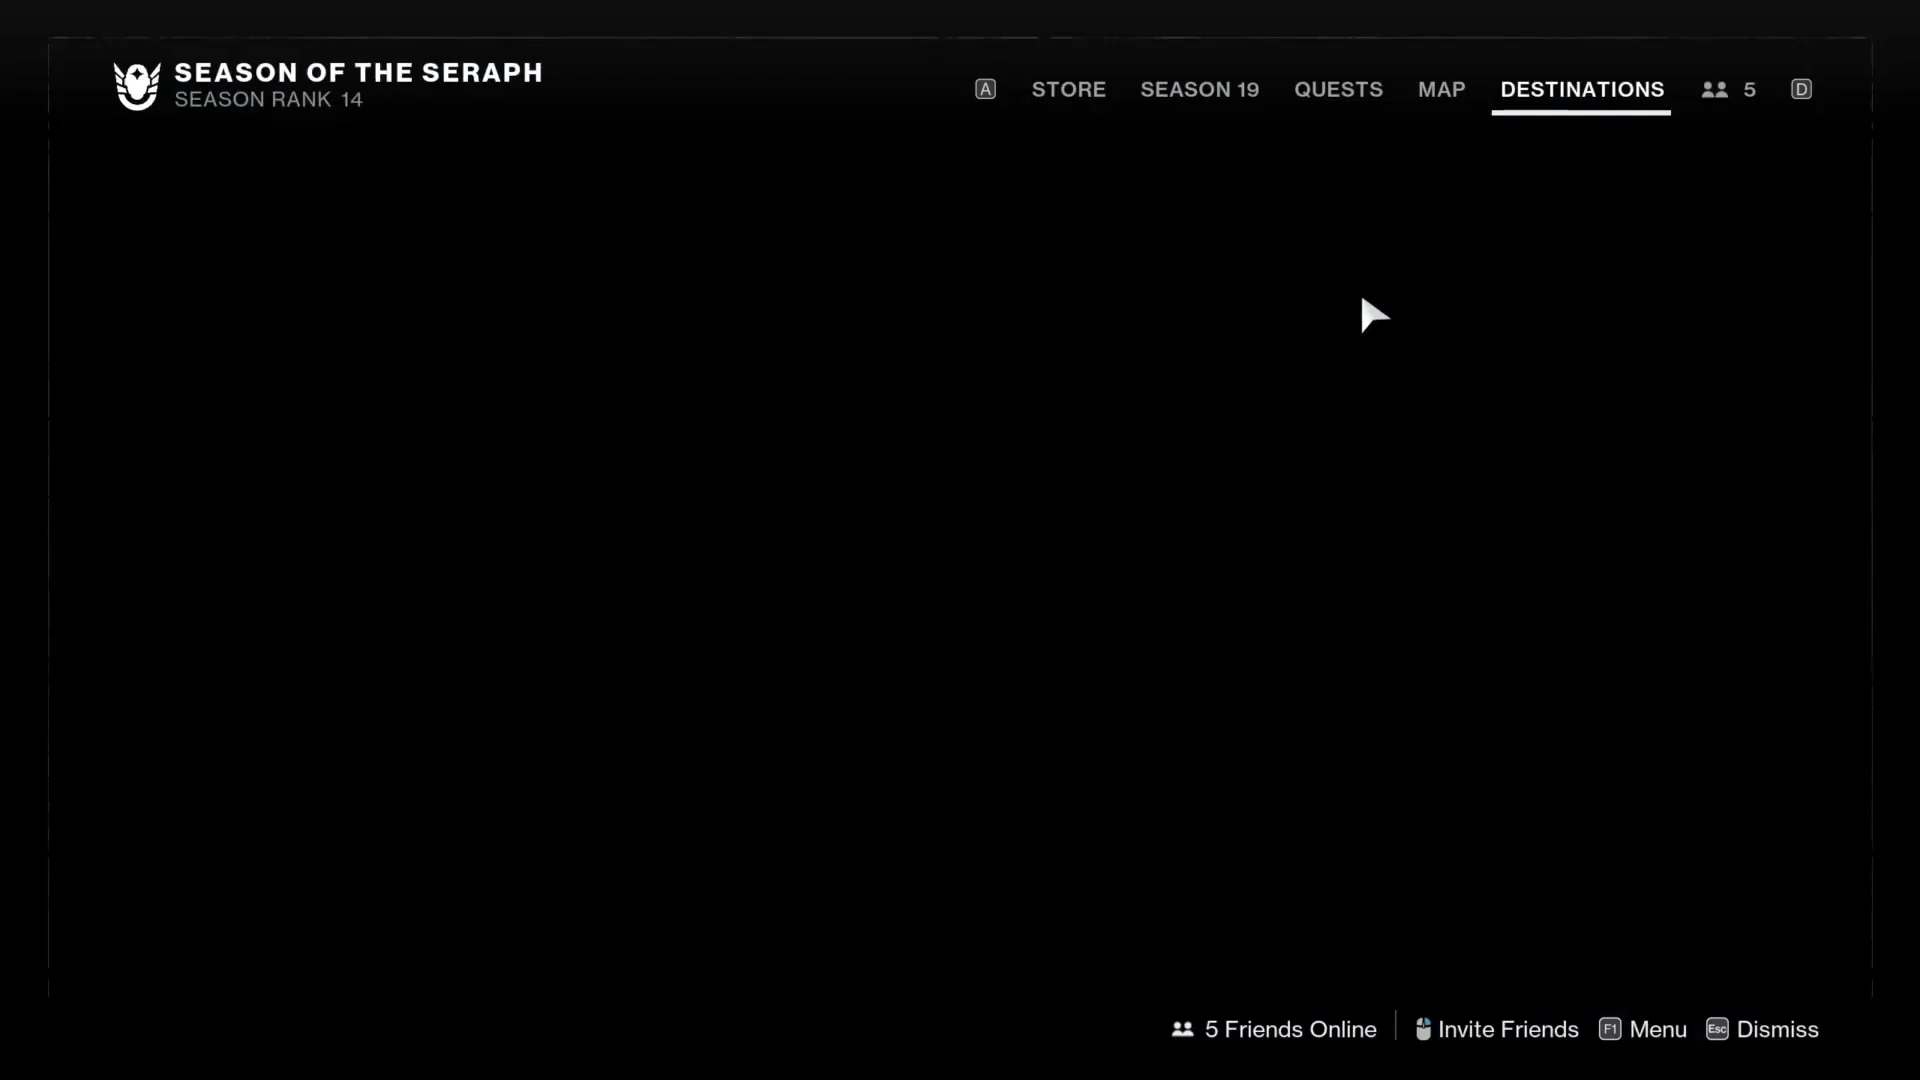 SEASON OF THE SERAPH
SEASON RANK 14
A STORE SEASON 19 QUESTS MAP DESTINATIONS 5 D
5 Friends Online Invite Friends F1 Menu Esc Dismiss